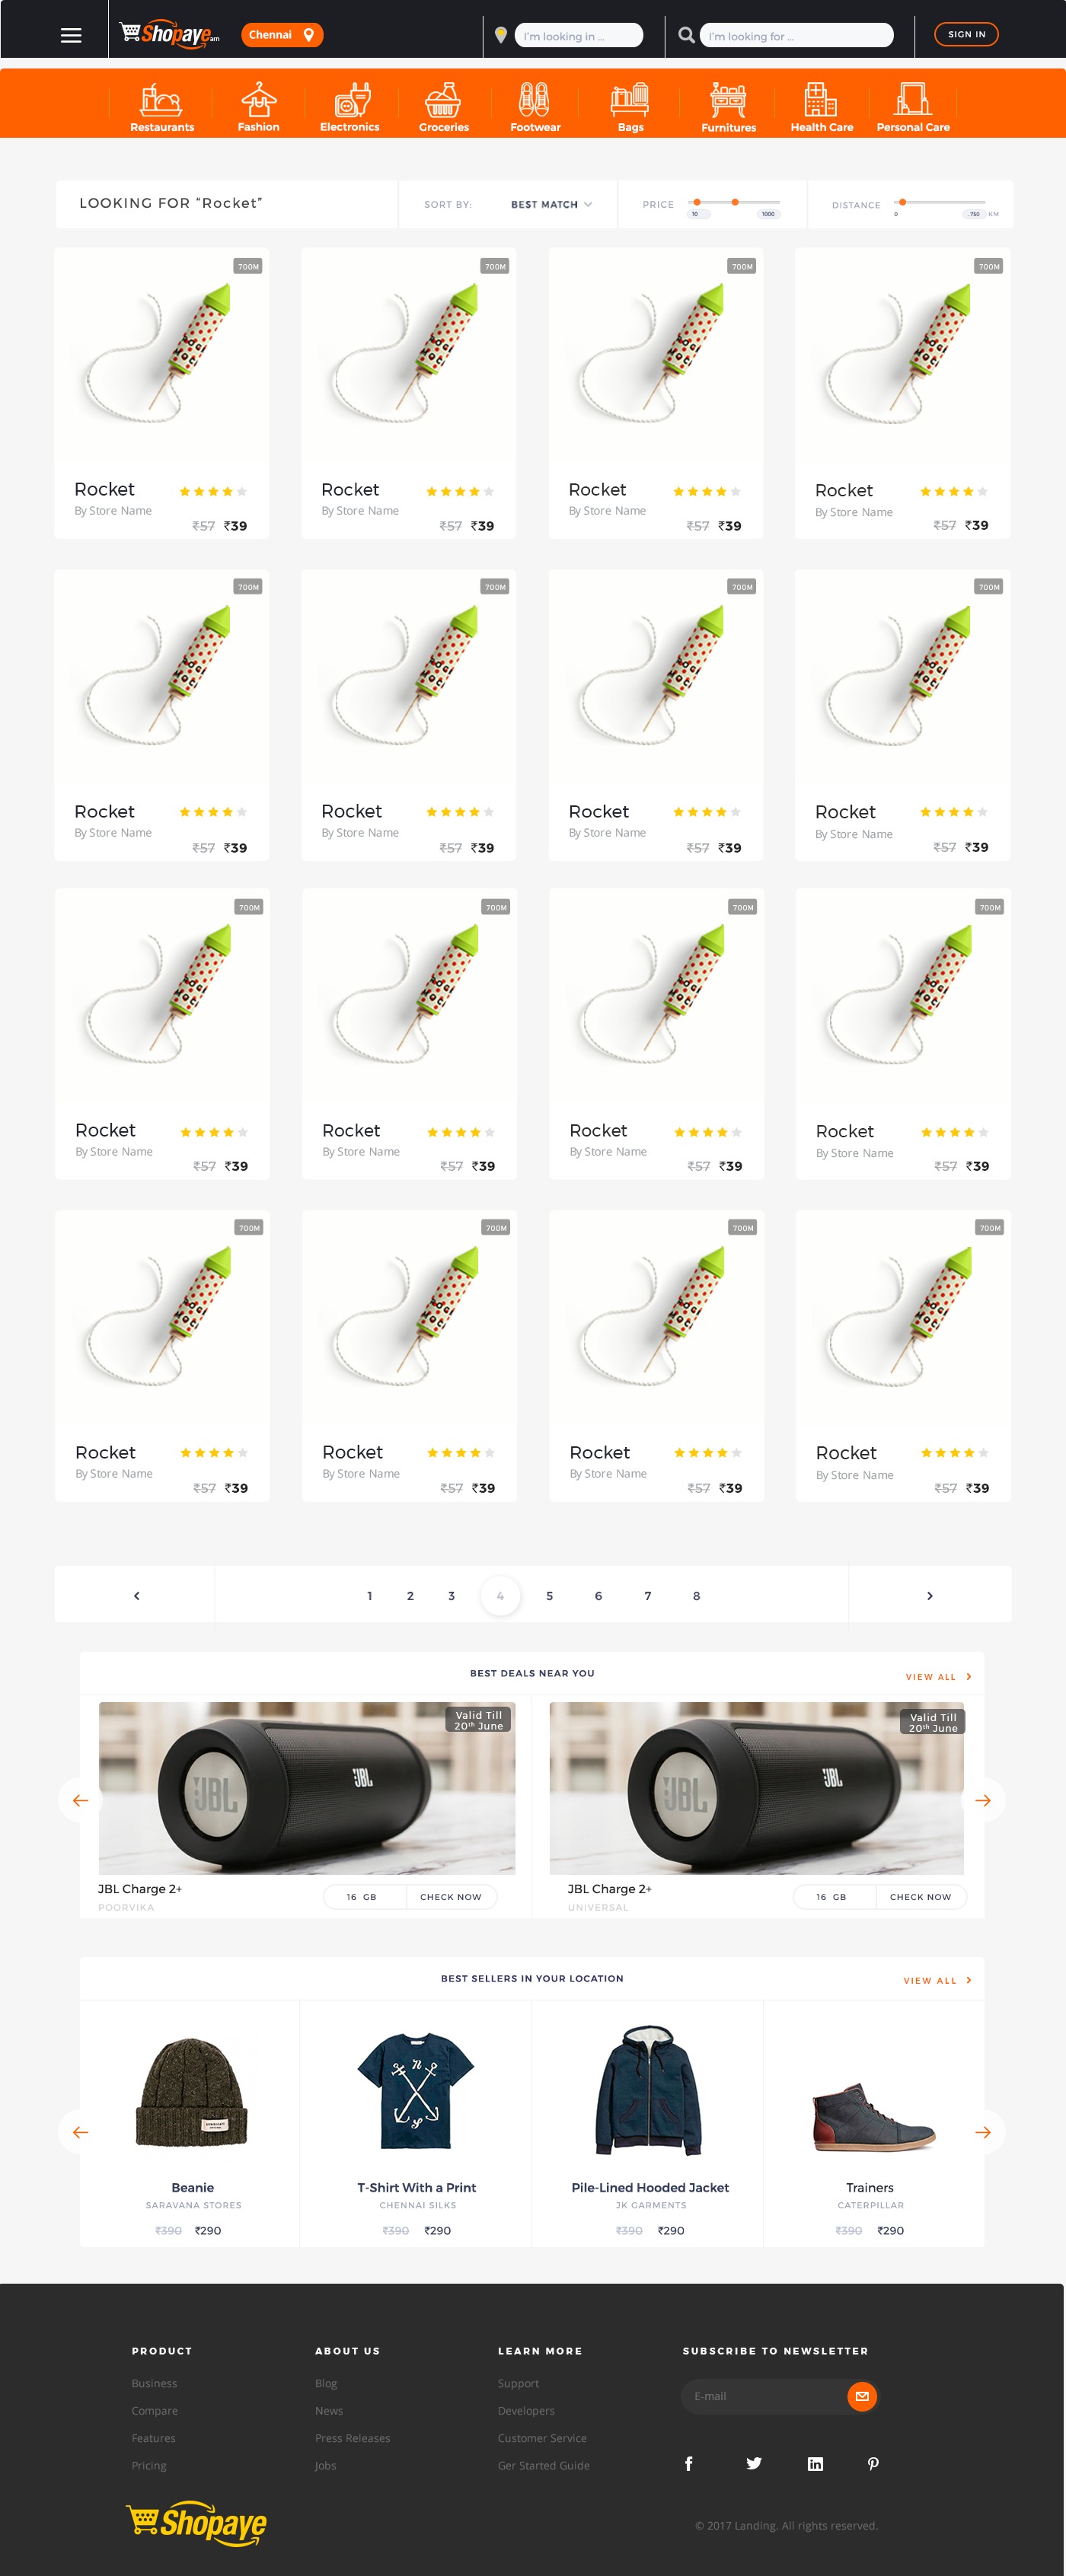 Shopaye.am
Chennai
I'm looking in ...
I'm looking for ...
SIGN IN
Restaurants
Fashion
Electronics
Groceries
Footwear
Bags
Furnitures
Health Care
Personal Care
LOOKING FOR “Rocket”
SORT BY:
BEST MATCH
PRICE
10
1000
DISTANCE
0
750
KM
700M
700M
700M
700M
Rocket
By Store Name
₹57 ₹39
Rocket
By Store Name
₹57 ₹39
Rocket
By Store Name
₹57 ₹39
Rocket
By Store Name
₹57 ₹39
700M
700M
700M
700M
Rocket
By Store Name
₹57 ₹39
Rocket
By Store Name
₹57 ₹39
Rocket
By Store Name
₹57 ₹39
Rocket
By Store Name
₹57 ₹39
700M
700M
700M
700M
Rocket
By Store Name
₹57 ₹39
Rocket
By Store Name
₹57 ₹39
Rocket
By Store Name
₹57 ₹39
Rocket
By Store Name
₹57 ₹39
700M
700M
700M
700M
Rocket
By Store Name
₹57 ₹39
Rocket
By Store Name
₹57 ₹39
Rocket
By Store Name
₹57 ₹39
Rocket
By Store Name
₹57 ₹39
1 2 3 4 5 6 7 8
BEST DEALS NEAR YOU
VIEW ALL
Valid Till
20th June
JBL
JBL
JBL Charge 2+
POORVIKA
16 GB
CHECK NOW
Valid Till
20th June
JBL
JBL
JBL Charge 2+
UNIVERSAL
16 GB
CHECK NOW
BEST SELLERS IN YOUR LOCATION
VIEW ALL
Beanie
SARAVANA STORES
₹390 ₹290
T-Shirt With a Print
CHENNAI SILKS
₹390 ₹290
Pile-Lined Hooded Jacket
JK GARMENTS
₹390 ₹290
Trainers
CATERPILLAR
₹390 ₹290
PRODUCT
Business
Compare
Features
Pricing
ABOUT US
Blog
News
Press Releases
Jobs
LEARN MORE
Support
Developers
Customer Service
Ger Started Guide
SUBSCRIBE TO NEWSLETTER
E-mail
Shopaye
© 2017 Landing. All rights reserved.